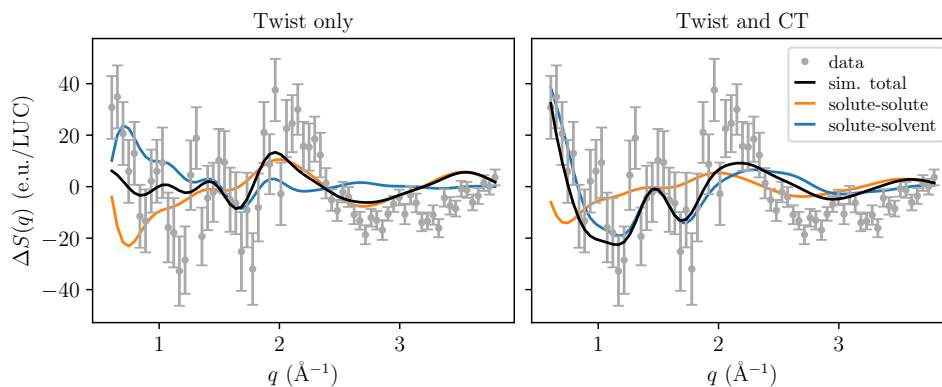 Twist only
Twist and CT
ΔS(q) (e.u./LUC)
40
20
0
−20
−40
1
2
3
q (Å⁻¹)
1
2
3
q (Å⁻¹)
data
sim. total
solute-solute
solute-solvent